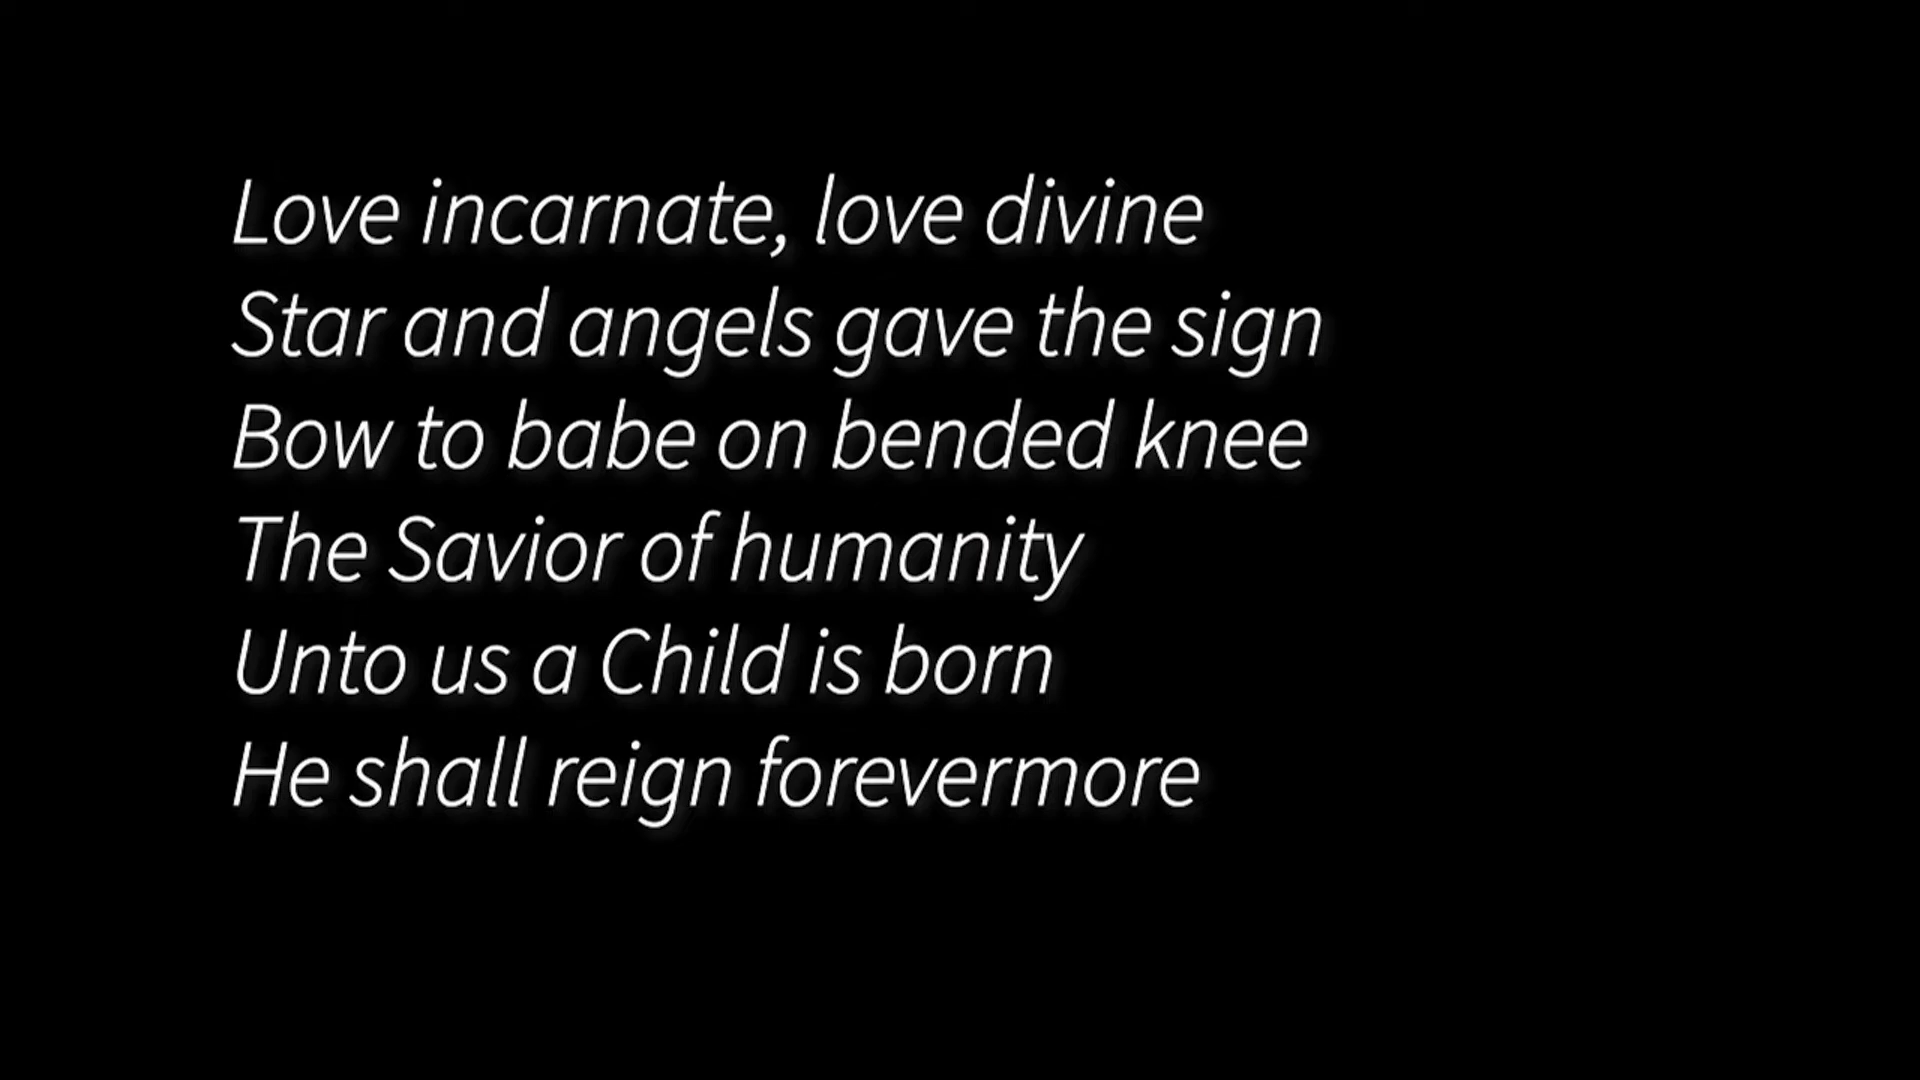 Love incarnate, love divine
Star and angels gave the sign
Bow to babe on bended knee
The Savior of humanity
Unto us a Child is born
He shall reign forevermore